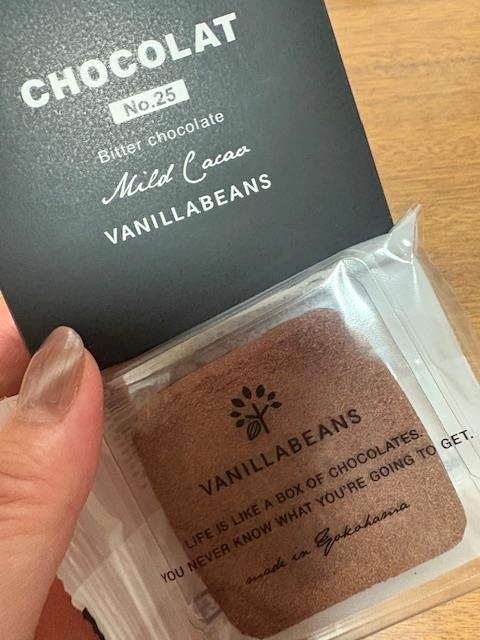 CHOCOLAT
No.25
Bitter chocolate
Mild Cacao
VANILLABEANS
VANILLABEANS
LIFE IS LIKE A BOX OF CHOCOLATES.
YOU NEVER KNOW WHAT YOU'RE GOING TO GET.
made in Yokohama